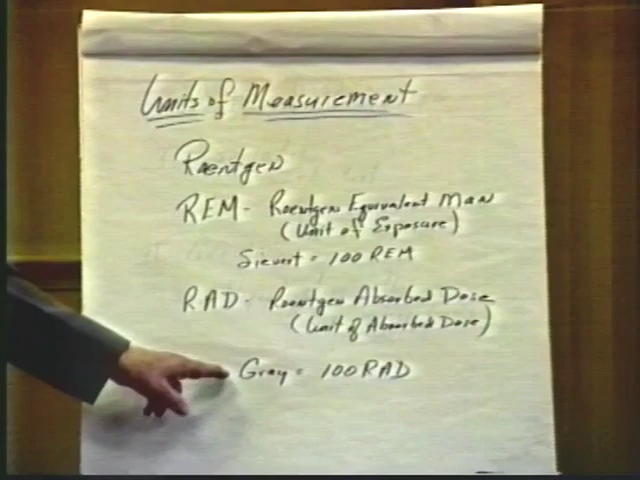 Units of Measurement
Roentgen
REM - Roentgen Equivalent Man
(Unit of Exposure)
Sievert = 100 REM
RAD - Roentgen Absorbed Dose
(Unit of Absorbed Dose)
Gray = 100 RAD